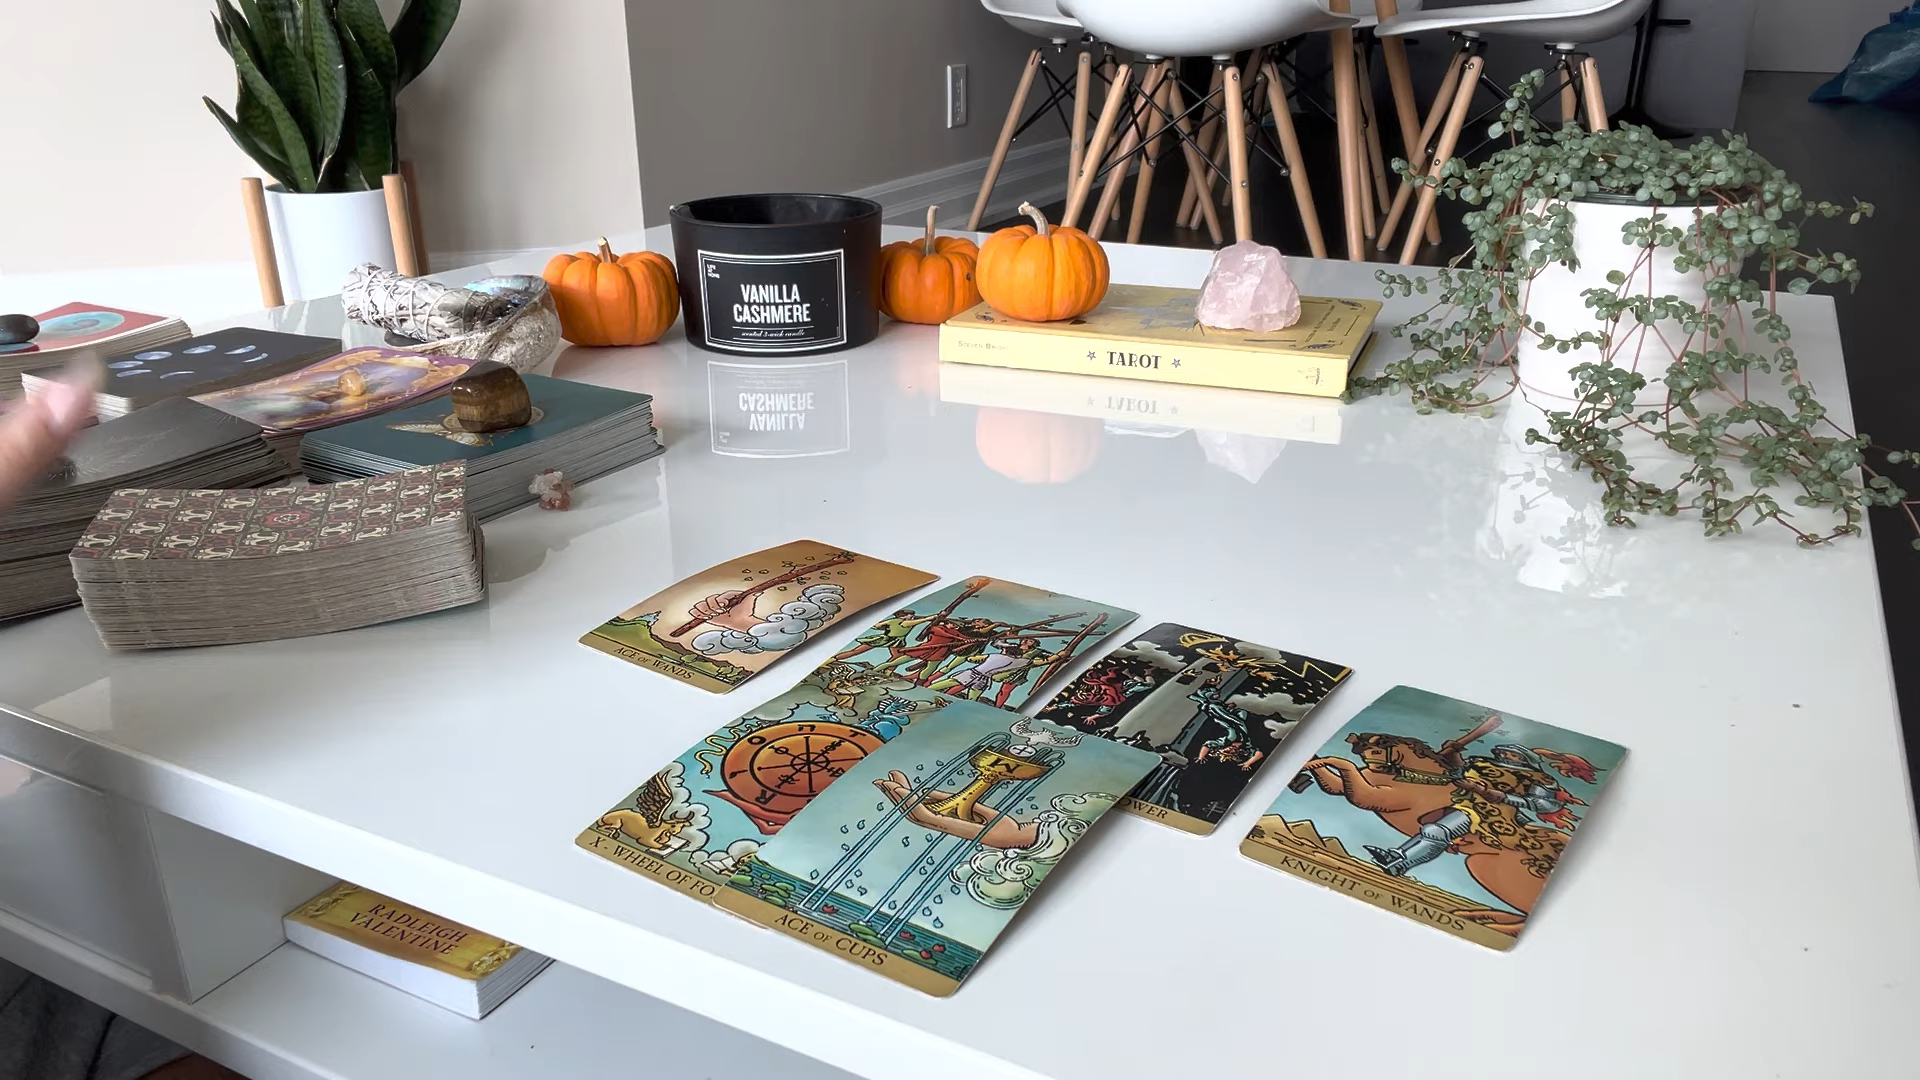 VANILLA
CASHMERE
scented 3-wick candle
TAROT
ACE OF WANDS
X - WHEEL OF FO
ACE OF CUPS
OWER
KNIGHT OF WANDS
RADLEIGH
VALENTINE